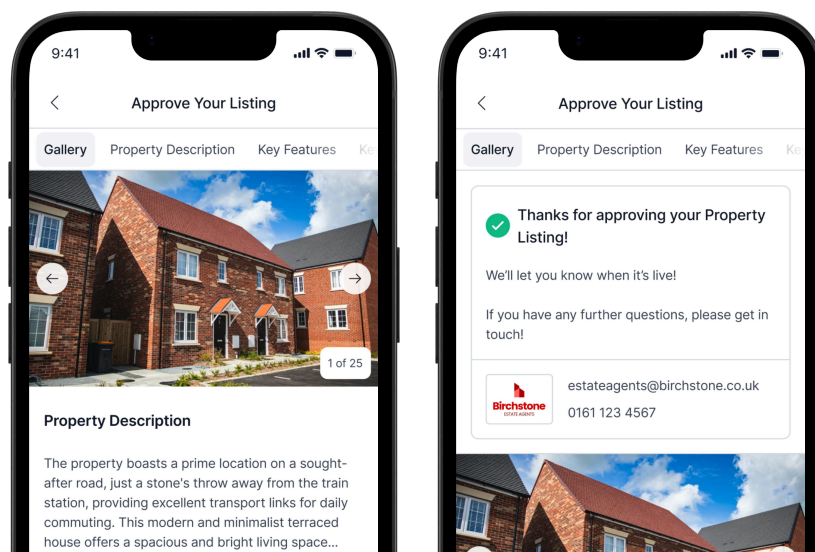 9:41
Approve Your Listing
Gallery Property Description Key Features
1 of 25
Property Description
The property boasts a prime location on a sought-
after road, just a stone's throw away from the train
station, providing excellent transport links for daily
commuting. This modern and minimalist terraced
house offers a spacious and bright living space...
9:41
Approve Your Listing
Gallery Property Description Key Features
Thanks for approving your Property
Listing!
We'll let you know when it's live!
If you have any further questions, please get in
touch!
Birchstone
ESTATE AGENTS
estateagents@birchstone.co.uk
0161 123 4567